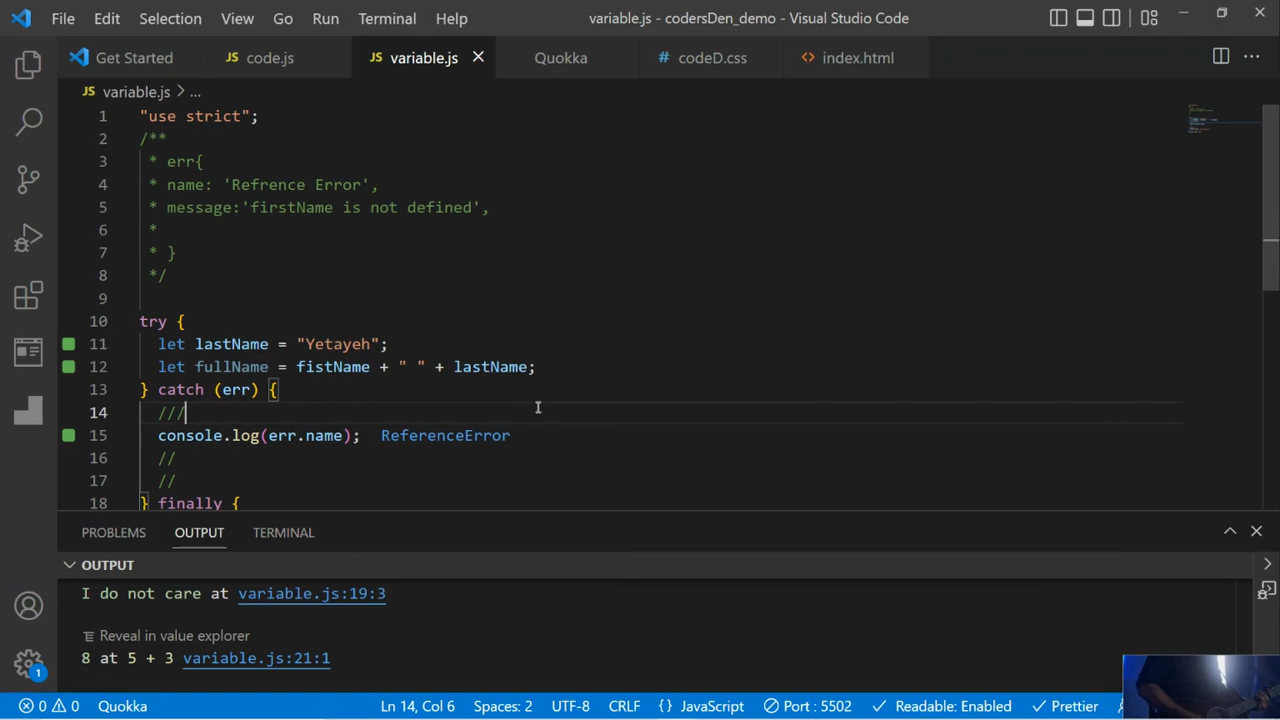 File Edit Selection View Go Run Terminal Help variable.js - codersDen_demo - Visual Studio Code
Get Started JS code.js JS variable.js Quokka # codeD.css <> index.html
JS variable.js > ...
1 "use strict";
2 /**
3 * err{
4 * name: 'Refrence Error',
5 * message:'firstName is not defined',
6 *
7 * }
8 */
9
10 try {
11 let lastName = "Yetayeh";
12 let fullName = fistName + " " + lastName;
13 } catch (err) {
14 ///
15 console.log(err.name); ReferenceError
16 //
17 //
18 } finally {
PROBLEMS OUTPUT TERMINAL
OUTPUT
I do not care at variable.js:19:3
Reveal in value explorer
8 at 5 + 3 variable.js:21:1
1
0 0 Quokka Ln 14, Col 6 Spaces: 2 UTF-8 CRLF {} JavaScript Port : 5502 Readable: Enabled Prettier